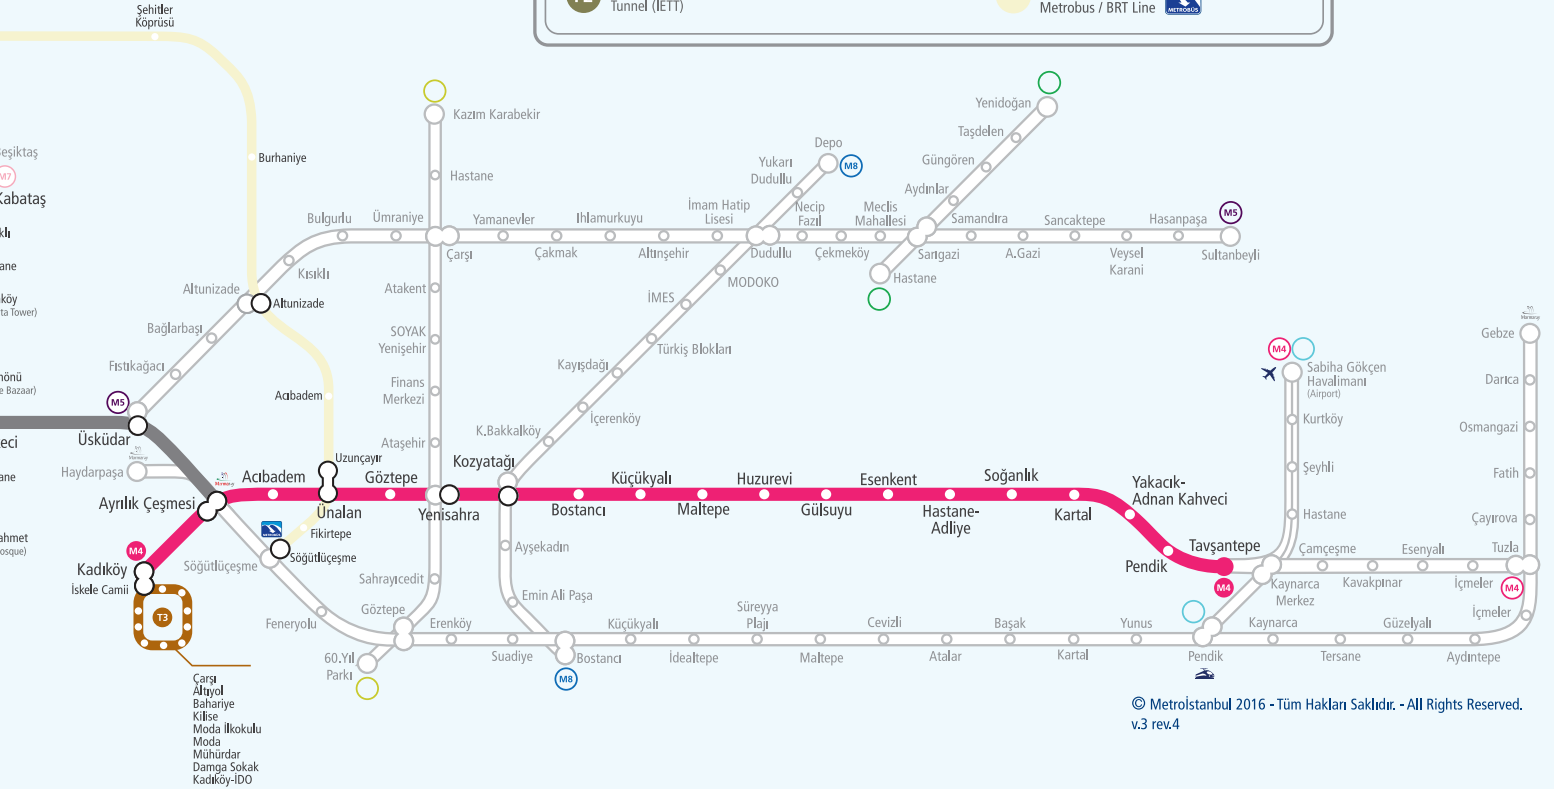 Tunnel (İETT)
Metrobus / BRT Line
METROBÜS
Şehitler
Köprüsü
Kazım Karabekir
Yenidoğan
Taşdelen
Burhaniye
Depo
M8
Yukarı
Dudullu
Güngören
Hastane
Aydınlar
M7
Kabataş
Bulgurlu
Ümraniye
Yamanevler
Ihlamurkuyu
İmam Hatip
Lisesi
Necip
Fazıl
Meclis
Mahallesi
Samandıra
Sancaktepe
Hasanpaşa
M5
Çarşı
Çakmak
Altınşehir
Dudullu
Çekmeköy
Sarıgazi
A.Gazi
Veysel
Karani
Sultanbeyli
Kısıklı
Hastane
MODOKO
Altunizade
Altunizade
Atakent
İMES
ta Tower)
Bağlarbaşı
SOYAK
Yenişehir
Türkiş Blokları
Gebze
M4
Fıstıkağacı
Kayışdağı
Sabiha Gökçen
Havalimanı
(Airport)
Darıca
e Bazaar)
Finans
Merkezi
Acıbadem
M5
İçerenköy
Kurtköy
Üsküdar
K.Bakkalköy
Ataşehir
Osmangazi
Haydarpaşa
Uzunçayır
Kozyatağı
Şeyhli
Fatih
Acıbadem
Göztepe
Küçükyalı
Huzurevi
Esenkent
Soğanlık
Yakacık-
Adnan Kahveci
Ayrılık Çeşmesi
Ünalan
Yenisahra
Bostancı
Maltepe
Gülsuyu
Hastane-
Adliye
Kartal
Hastane
Çayırova
Fikirtepe
Söğütlüçeşme
Söğütlüçeşme
M4
Kadıköy
İskele Camii
T3
Ayşekadın
Tavşantepe
Pendik
M4
Çamçeşme
Esenyalı
Tuzla
Kaynarca
Merkez
Kavakpınar
İçmeler
M4
İçmeler
Sahrayıcedit
Emin Ali Paşa
Göztepe
Feneryolu
Erenköy
Küçükyalı
Süreyya
Plajı
Cevizli
Başak
Yunus
Kaynarca
Güzelyalı
60.Yıl
Parkı
Suadiye
Bostancı
İdealtepe
Maltepe
Atalar
Kartal
Pendik
Tersane
Aydıntepe
M8
Çarşı
Altıyol
Bahariye
Kilise
Moda İlkokulu
Moda
Mühürdar
Damga Sokak
Kadıköy-İDO
© Metroİstanbul 2016 - Tüm Hakları Saklıdır. - All Rights Reserved.
v.3 rev.4